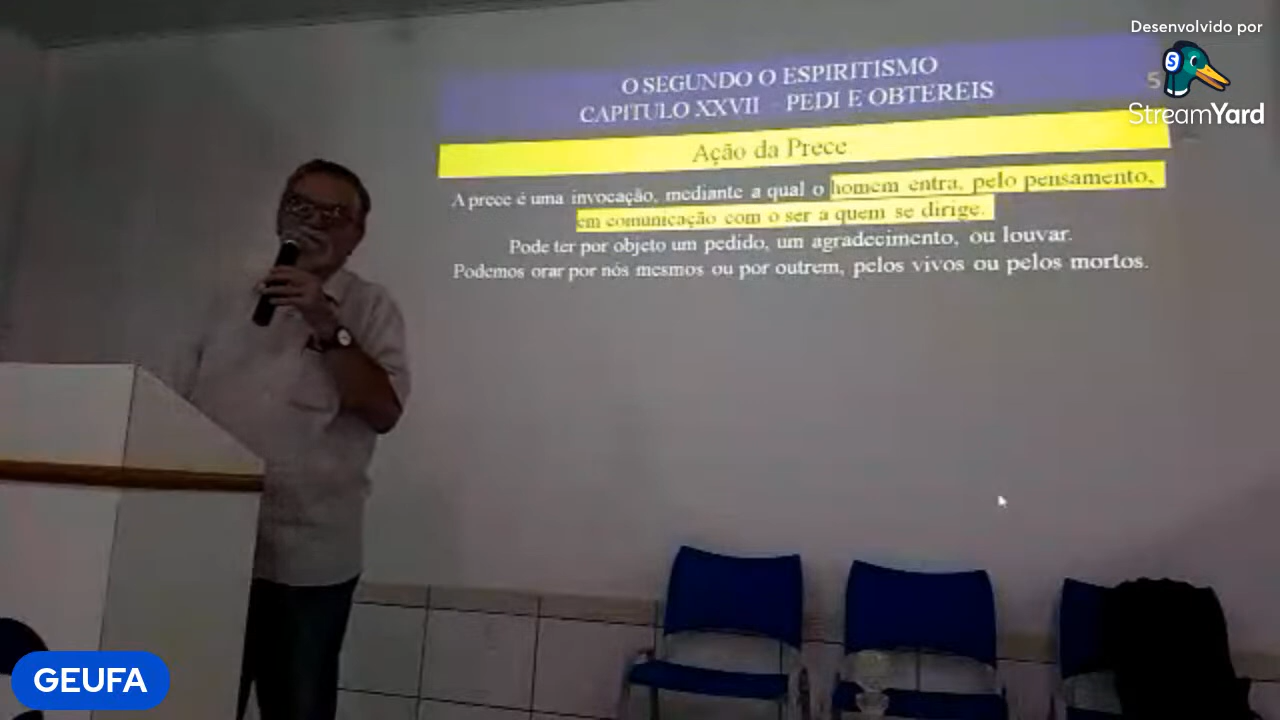 Desenvolvido por
StreamYard
O SEGUNDO O ESPIRITISMO
CAPITULO XXVII – PEDI E OBTEREIS
Ação da Prece
A prece é uma invocação, mediante a qual o homem entra, pelo pensamento,
em comunicação com o ser a quem se dirige.
Pode ter por objeto um pedido, um agradecimento, ou louvar.
Podemos orar por nós mesmos ou por outrem, pelos vivos ou pelos mortos.
GEUFA